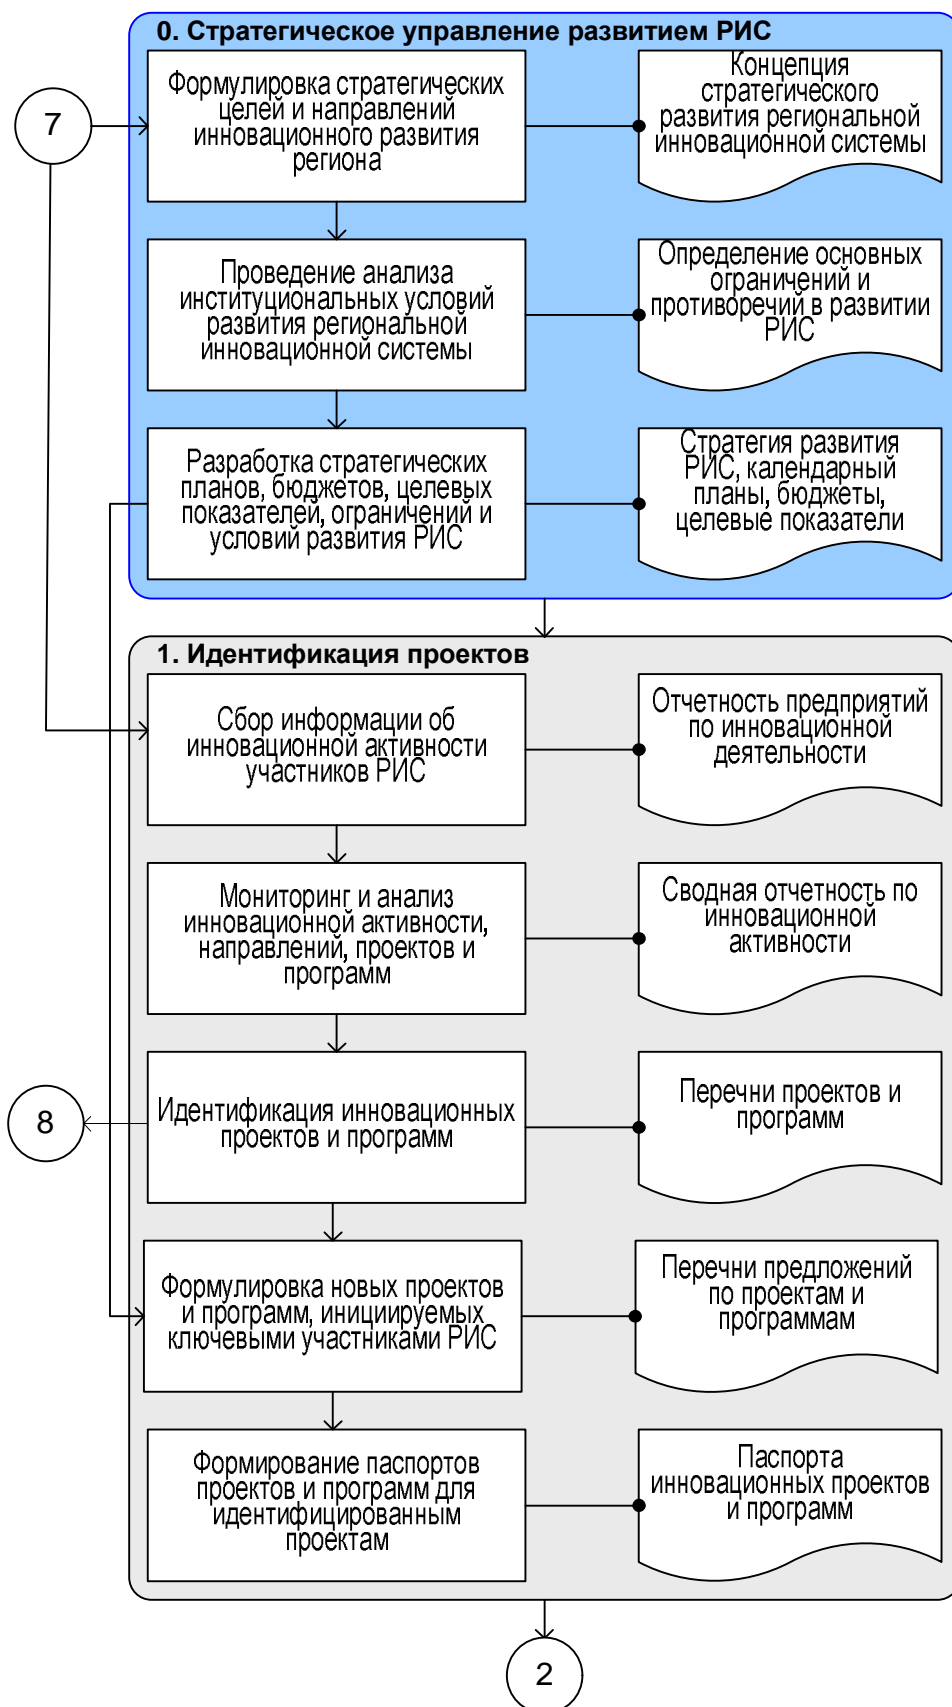 0. Стратегическое управление развитием РИС
7
Формулировка стратегических
целей и направлений
инновационного развития
региона
Концепция
стратегического
развития региональной
инновационной системы
Проведение анализа
институциональных условий
развития региональной
инновационной системы
Определение основных
ограничений и
противоречий в развитии
РИС
Разработка стратегических
планов, бюджетов, целевых
показателей, ограничений и
условий развития РИС
Стратегия развития
РИС, календарный
планы, бюджеты,
целевые показатели
1. Идентификация проектов
Сбор информации об
инновационной активности
участников РИС
Отчетность предприятий
по инновационной
деятельности
Мониторинг и анализ
инновационной активности,
направлений, проектов и
программ
Сводная отчетность по
инновационной
активности
8
Идентификация инновационных
проектов и программ
Перечни проектов и
программ
Формулировка новых проектов
и программ, инициируемых
ключевыми участниками РИС
Перечни предложений
по проектам и
программам
Формирование паспортов
проектов и программ для
идентифицированным
проектам
Паспорта
инновационных проектов
и программ
2